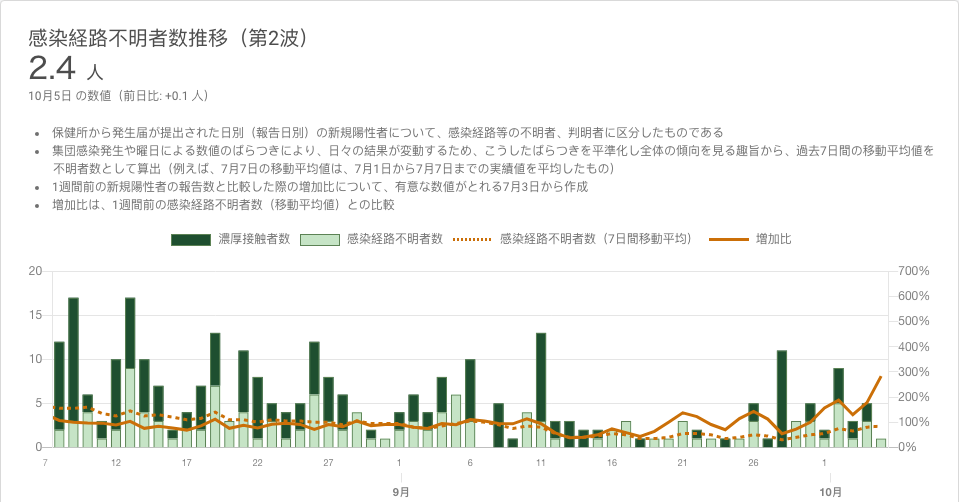 感染経路不明者数推移（第2波）
2.4 人
10月5日 の数値（前日比: +0.1 人）
• 保健所から発生届が提出された日別（報告日別）の新規陽性者について、感染経路等の不明者、判明者に区分したものである
• 集団感染発生や曜日による数値のばらつきにより、日々の結果が変動するため、こうしたばらつきを平準化し全体の傾向を見る趣旨から、過去7日間の移動平均値を
不明者数として算出（例えば、7月7日の移動平均値は、7月1日から7月7日までの実績値を平均したもの）
• 1週間前の新規陽性者の報告数と比較した際の増加比について、有意な数値がとれる7月3日から作成
• 増加比は、1週間前の感染経路不明者数（移動平均値）との比較
濃厚接触者数 感染経路不明者数 感染経路不明者数（7日間移動平均） 増加比
20 700%
600%
15 500%
400%
10 300%
5 200%
100%
0 0%
7 12 17 22 27 1 6 11 16 21 26 1
9月 10月